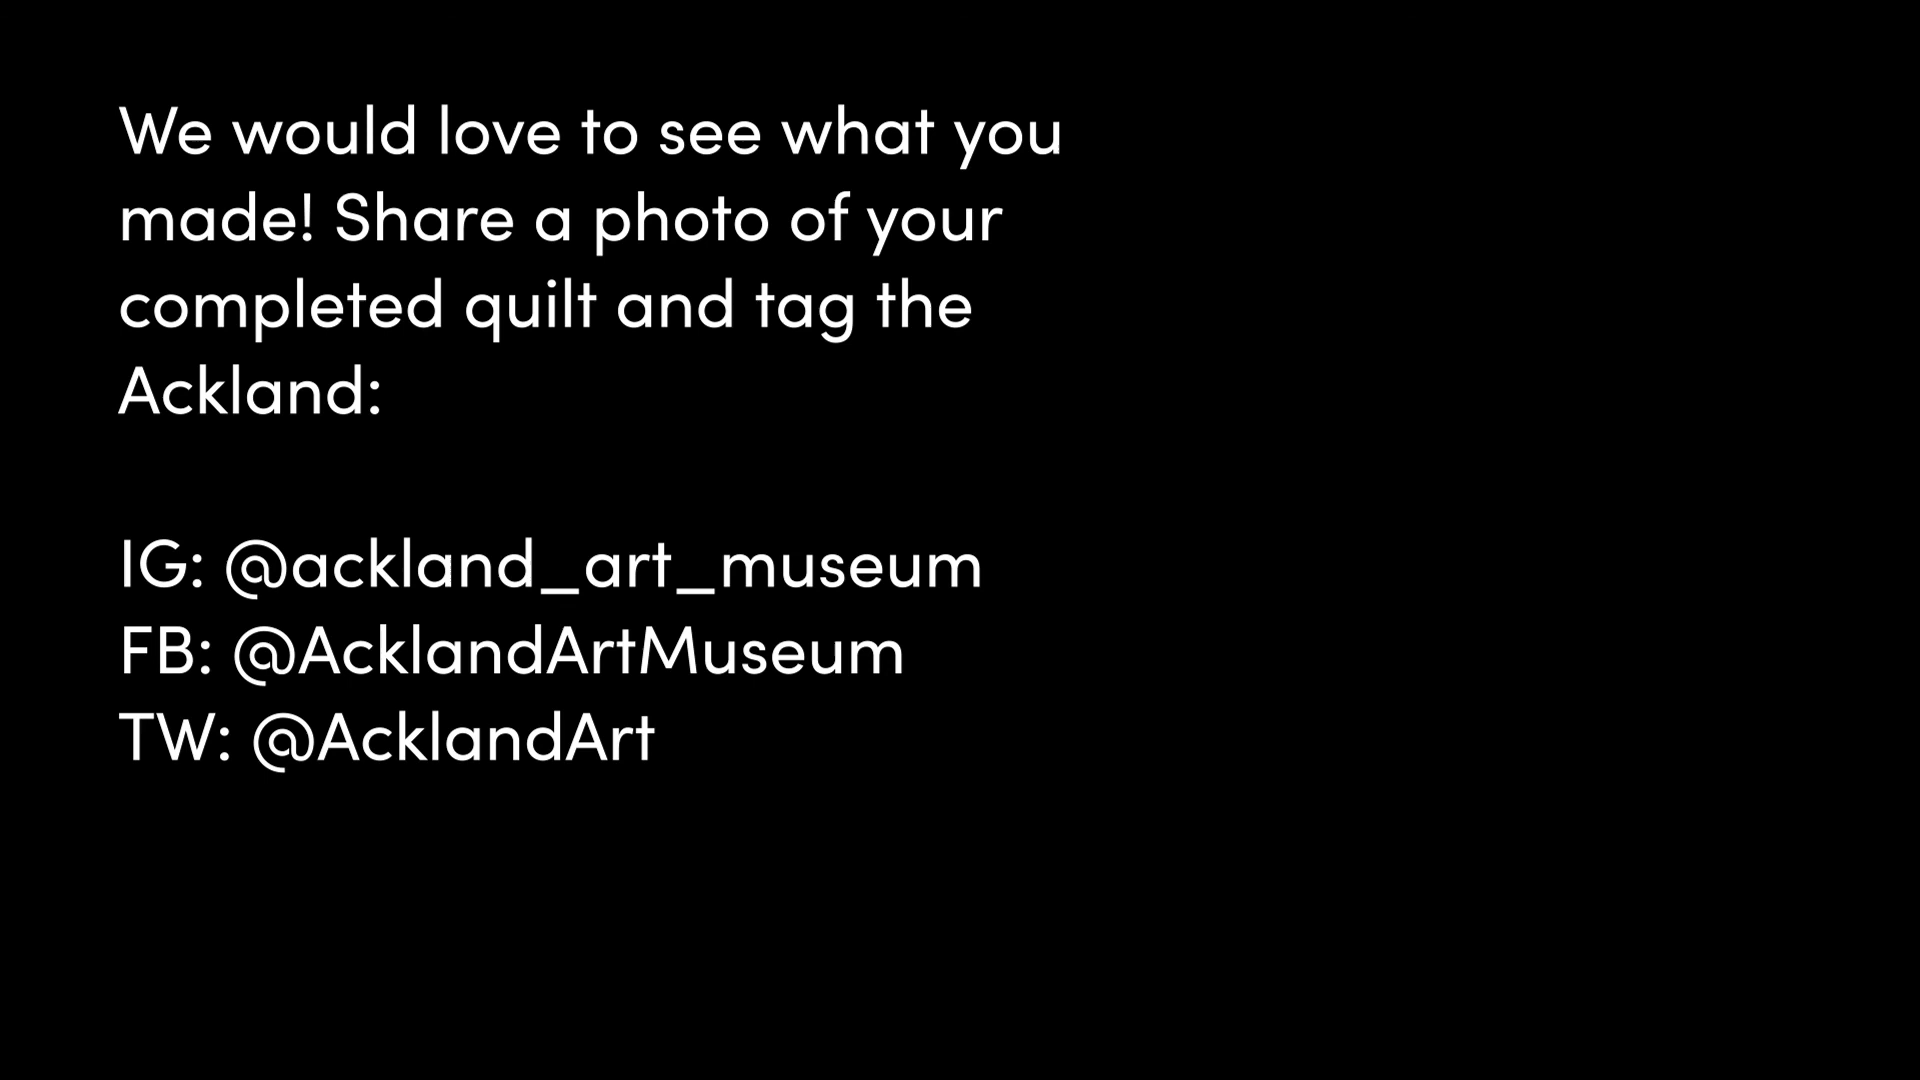 We would love to see what you
made! Share a photo of your
completed quilt and tag the
Ackland:
IG: @ackland_art_museum
FB: @AcklandArtMuseum
TW: @AcklandArt